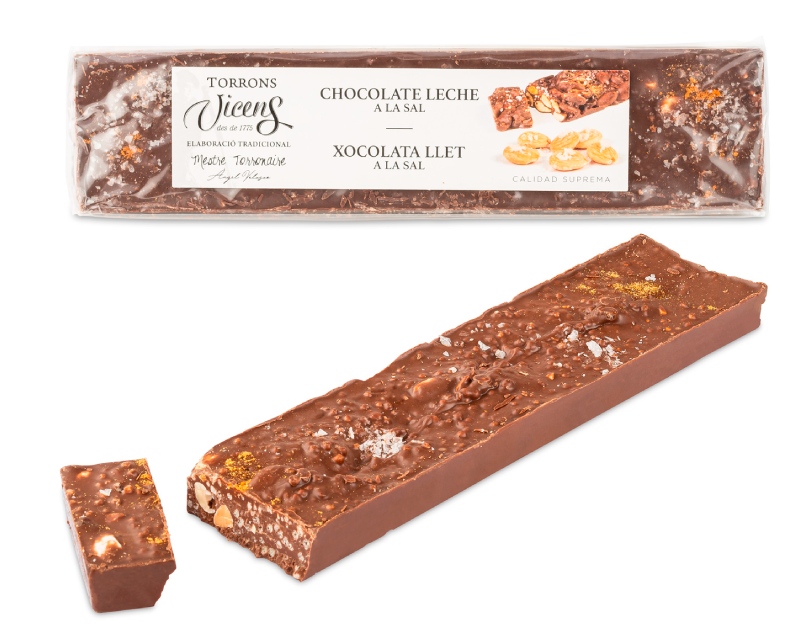 TORRONS
Vicens
des de 1775
ELABORACIÓ TRADICIONAL
Mestre Torronaire
CHOCOLATE LECHE
A LA SAL
XOCOLATA LLET
A LA SAL
CALIDAD SUPREMA